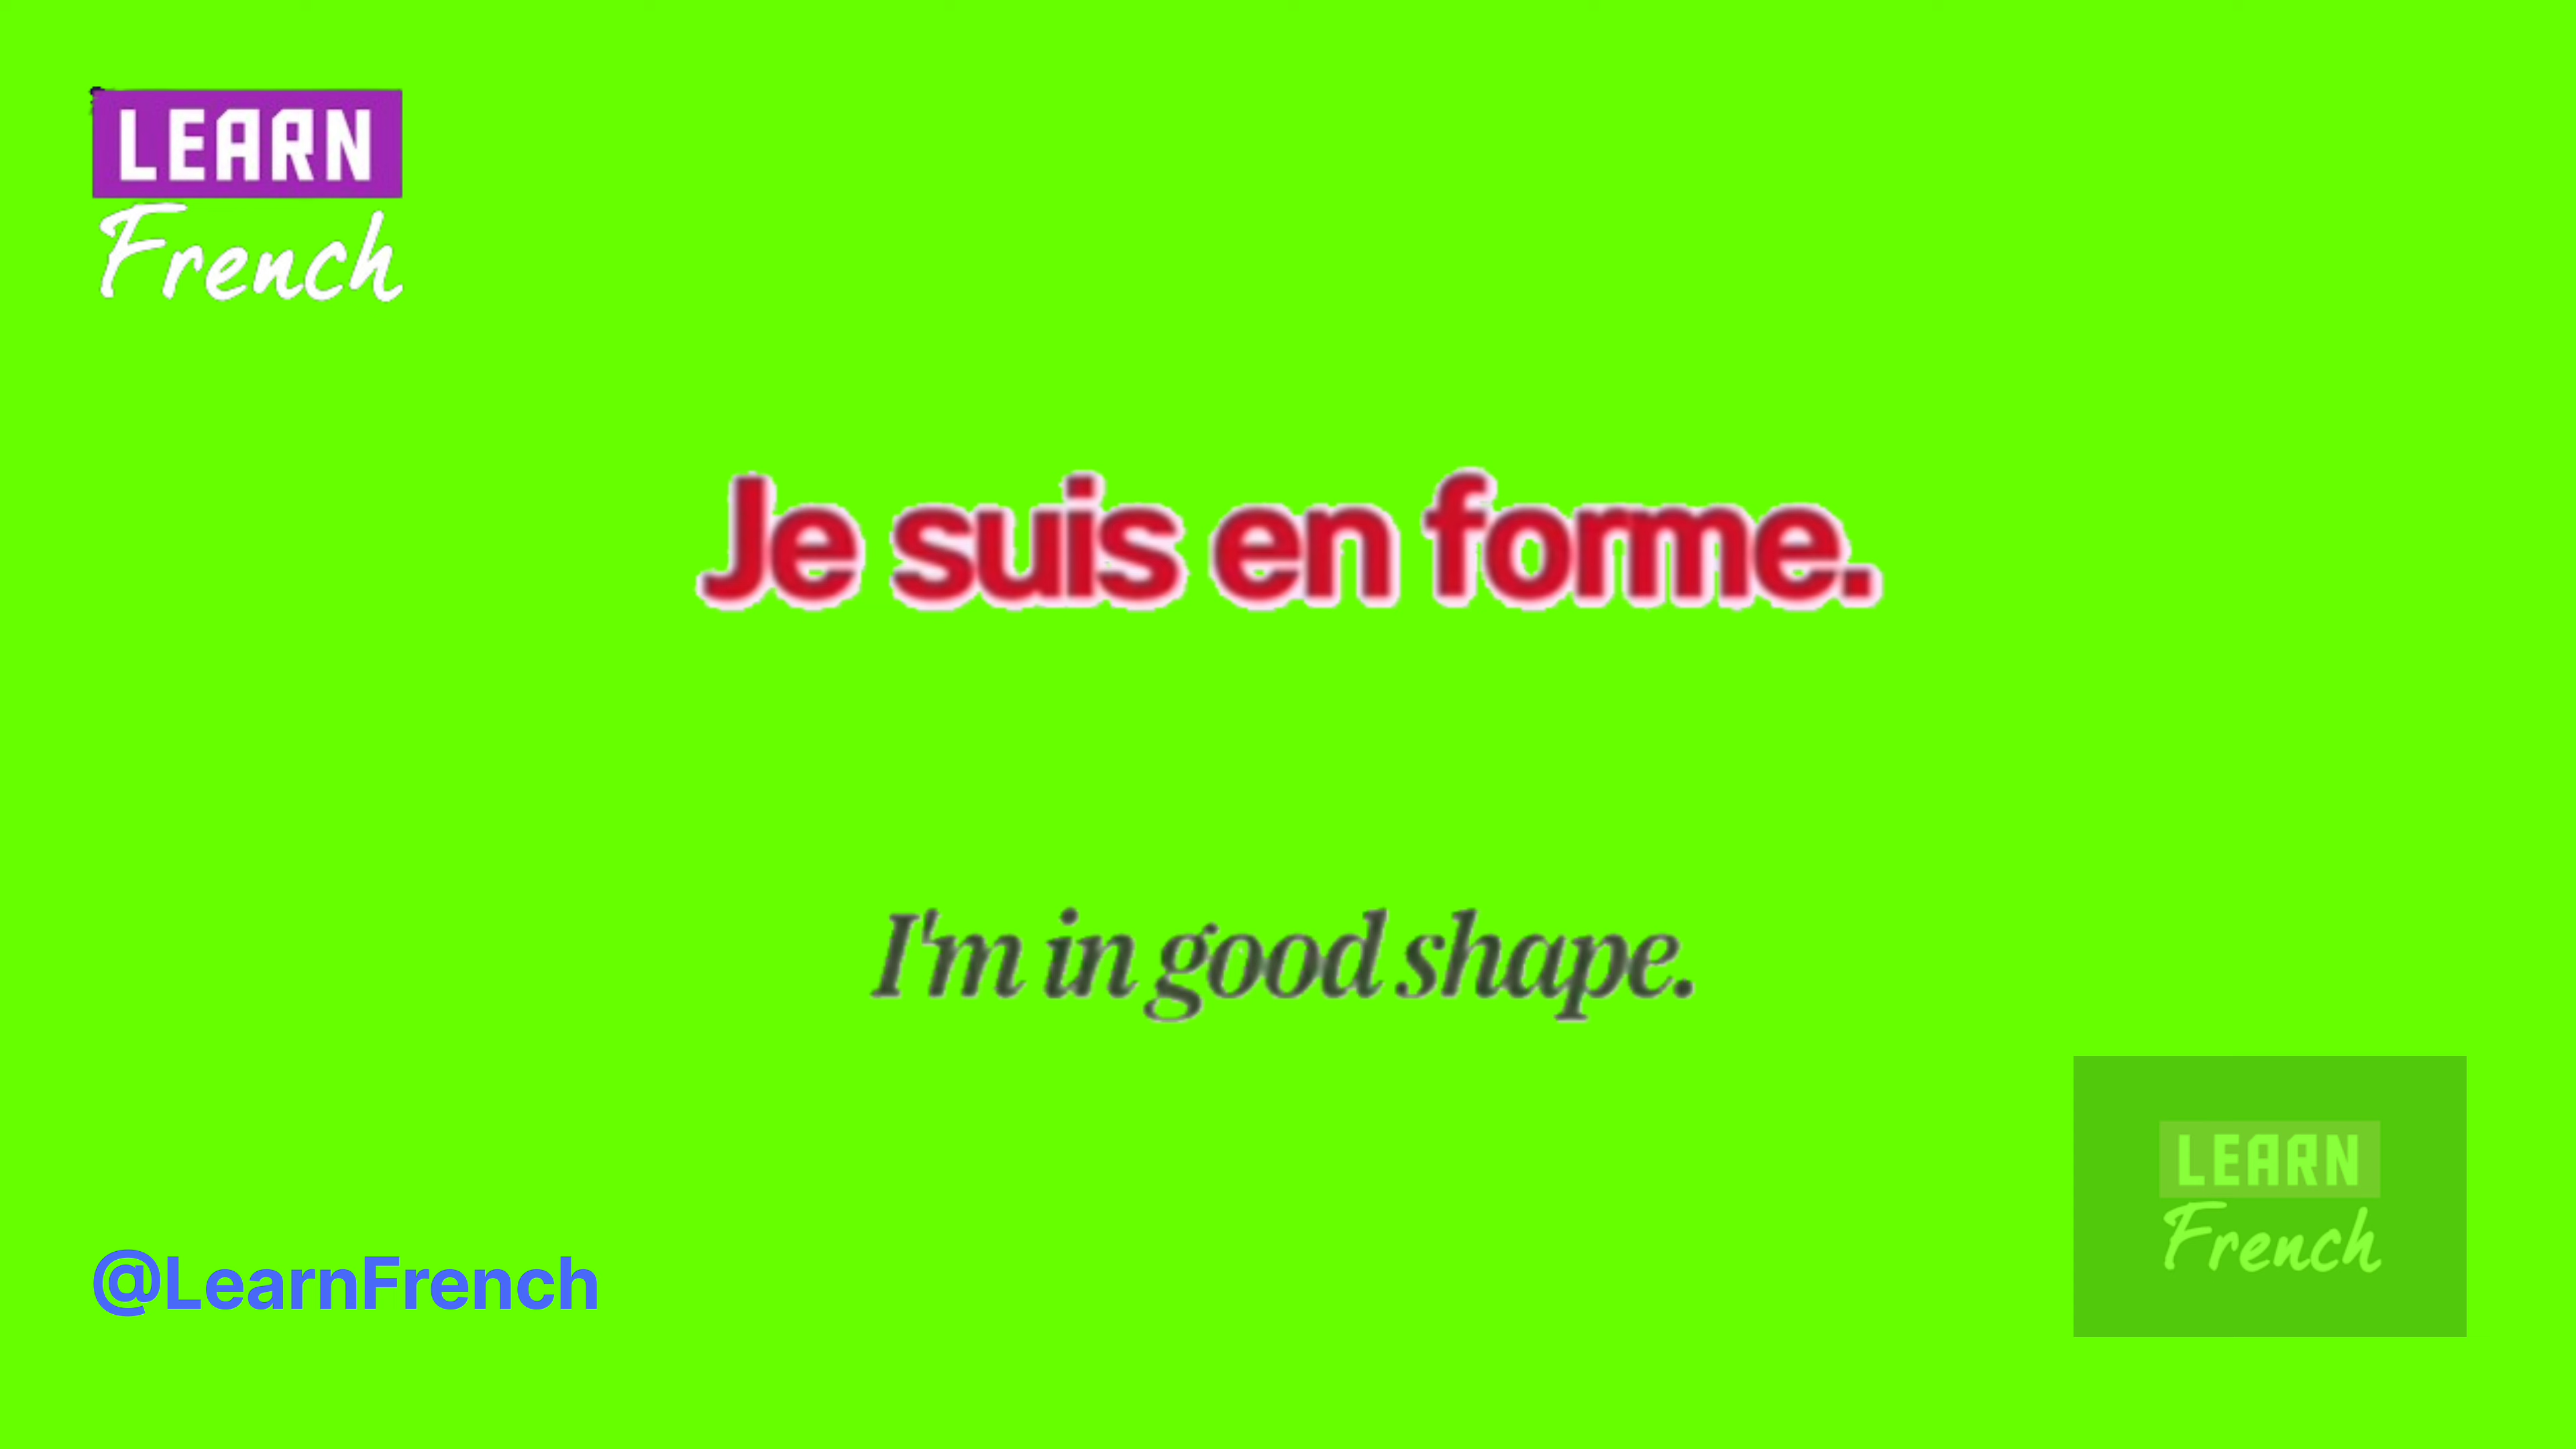 LEARN
French
Je suis en forme.
I'm in good shape.
LEARN
French
@LearnFrench